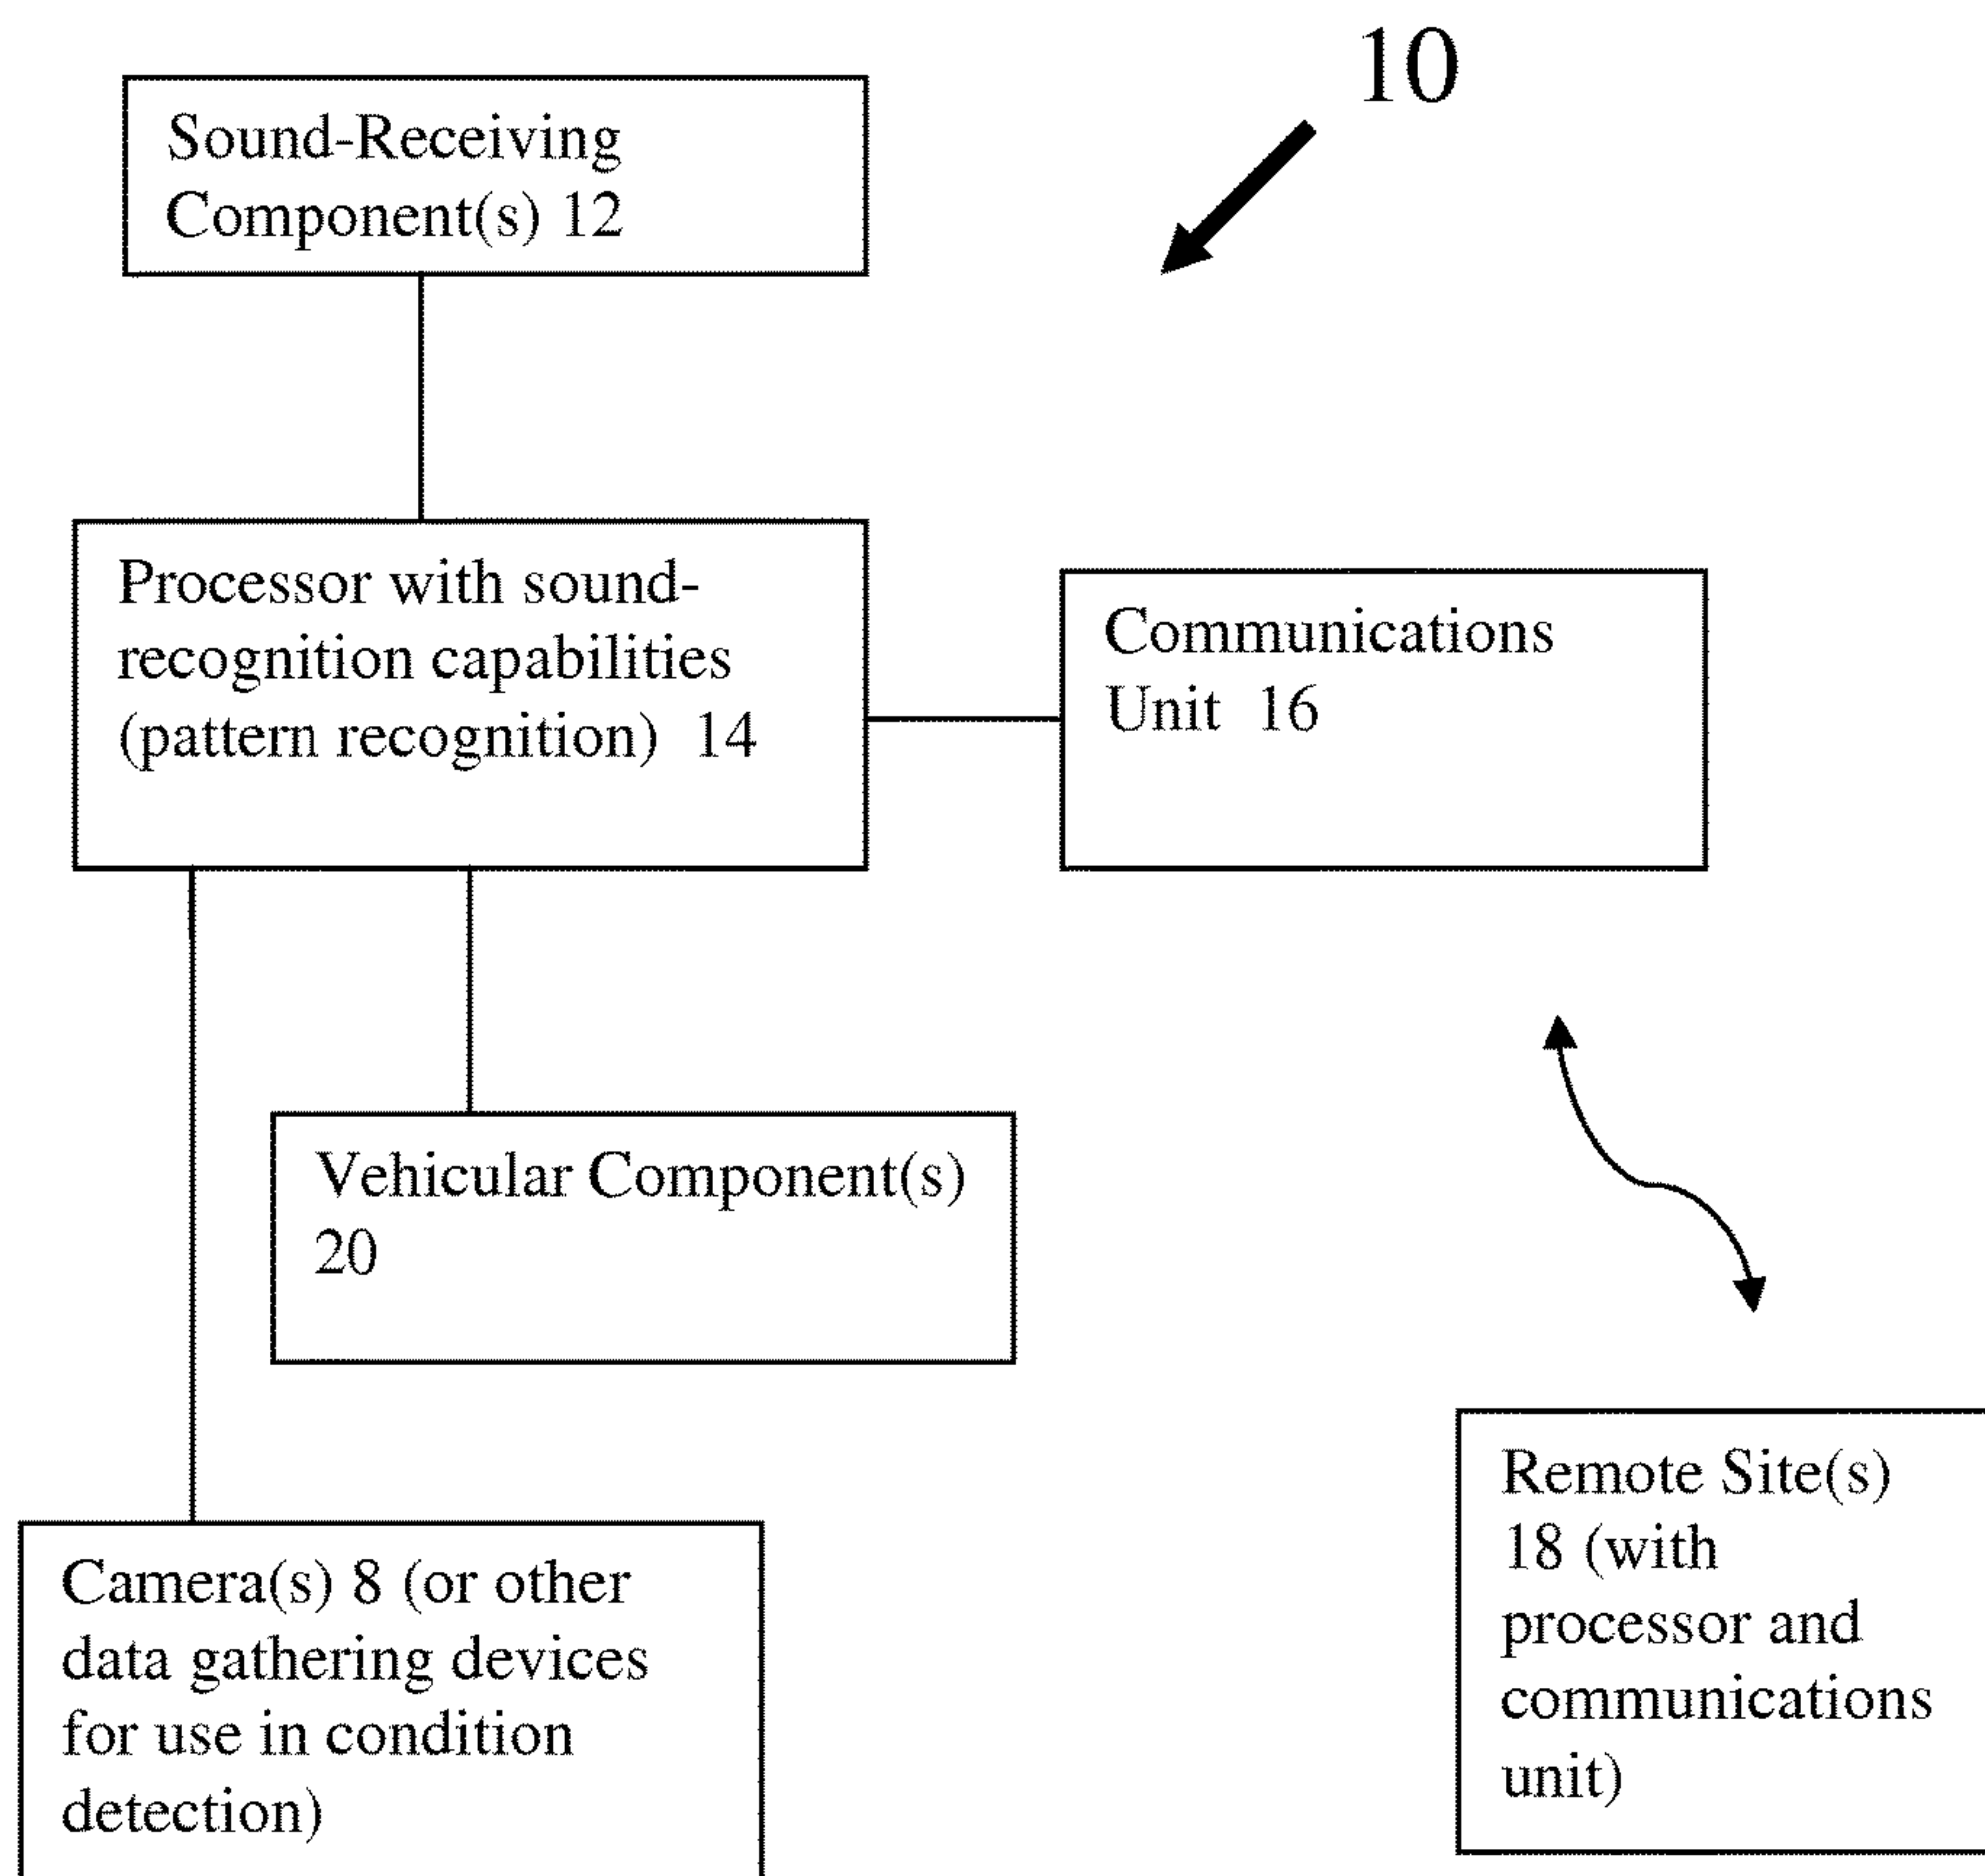 10
Sound-Receiving
Component(s) 12
Processor with sound-
recognition capabilities
(pattern recognition) 14
Communications
Unit 16
Vehicular Component(s)
20
Camera(s) 8 (or other
data gathering devices
for use in condition
detection)
Remote Site(s)
18 (with
processor and
communications
unit)